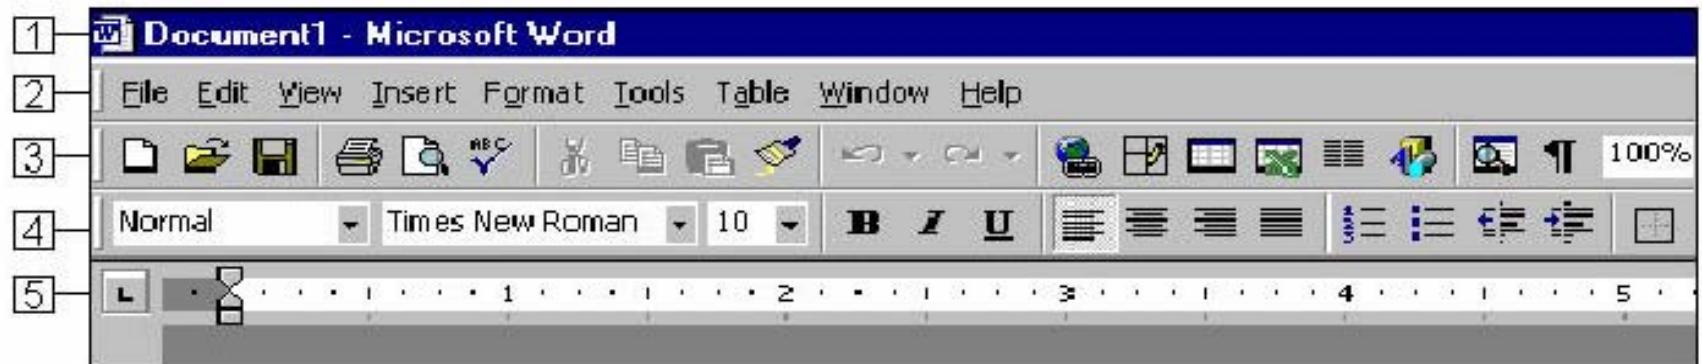 1 Document1 - Microsoft Word
2 File Edit View Insert Format Tools Table Window Help
3 ABC 100%
4 Normal Times New Roman 10 B I U
5 L 1 2 3 4 5